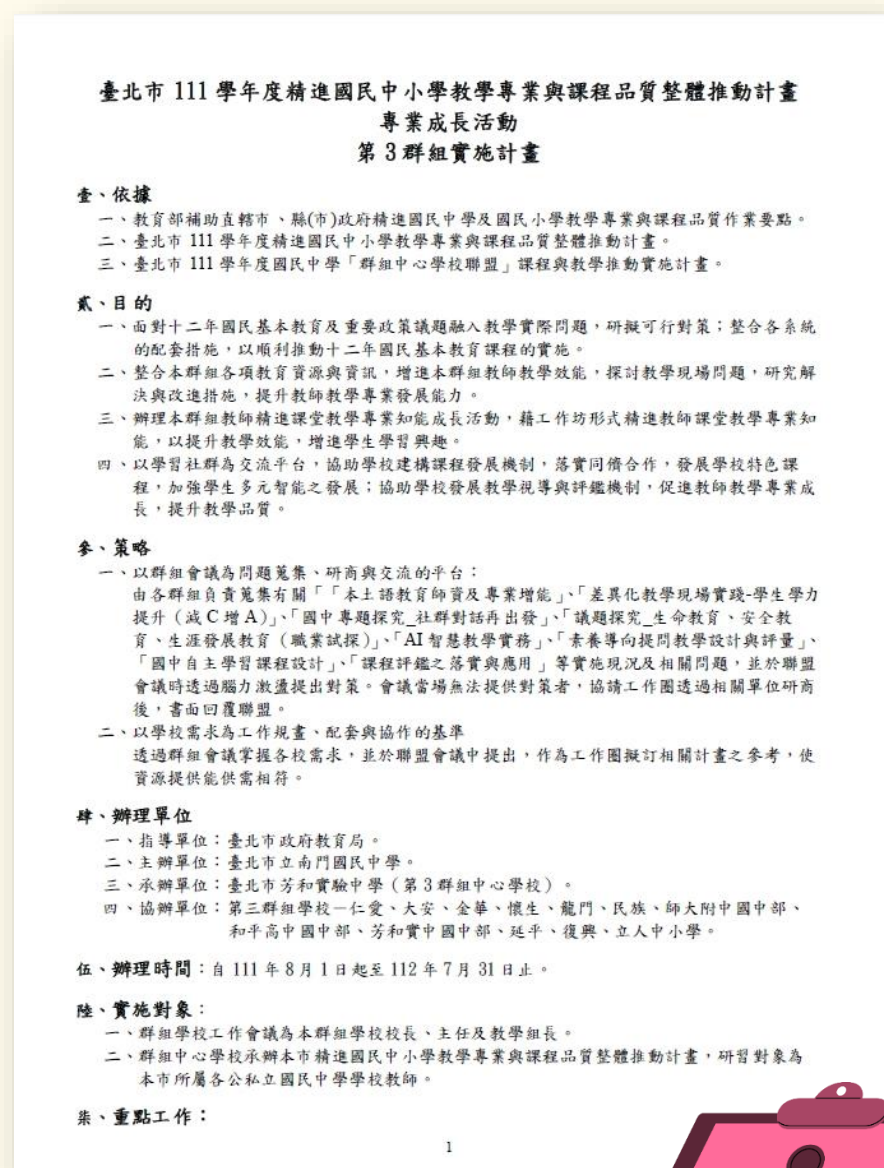 臺北市 111 學年度精進國民中小學教學專業與課程品質整體推動計畫
專業成長活動
第 3 群組實施計畫
壹、依據
一、教育部補助直轄市、縣(市)政府精進國民中學及國民小學教學專業與課程品質作業要點。
二、臺北市 111 學年度精進國民中小學教學專業與課程品質整體推動計畫。
三、臺北市 111 學年度國民中學「群組中心學校聯盟」課程與教學推動實施計畫。
貳、目的
一、面對十二年國民基本教育及重要政策議題融入教學實際問題，研擬可行對策；整合各系統
的配套措施，以順利推動十二年國民基本教育課程的實施。
二、整合本群組各項教育資源與資訊，增進本群組教師教學效能，探討教學現場問題，研究解
決與改進措施，提升教師教學專業發展能力。
三、辦理本群組教師精進課堂教學專業知能成長活動，藉工作坊形式精進教師課堂教學專業知
能，以提升教學效能，增進學生學習興趣。
四、以學習社群為交流平台，協助學校建構課程發展機制，落實同儕合作，發展學校特色課
程，加強學生多元智能之發展；協助學校發展教學視導與評鑑機制，促進教師教學專業成
長，提升教學品質。
參、策略
一、以群組會議為問題蒐集、研商與交流的平台：
由各群組負責蒐集有關「「本土語教育師資及專業增能」、「差異化教學現場實踐-學生學力
提升（減 C 增 A）」、「國中專題探究_社群對話再出發」、「議題探究_生命教育、安全教
育、生涯發展教育（職業試探）」、「AI 智慧教學實務」、「素養導向提問教學設計與評量」、
「國中自主學習課程設計」、「課程評鑑之落實與應用」等實施現況及相關問題，並於聯盟
會議時透過腦力激盪提出對策。會議當場無法提供對策者，協請工作圈透過相關單位研商
後，書面回覆聯盟。
二、以學校需求為工作規畫、配套與協作的基準
透過群組會議掌握各校需求，並於聯盟會議中提出，作為工作圈擬訂相關計畫之參考，使
資源提供能供需相符。
肆、辦理單位
一、指導單位：臺北市政府教育局。
二、主辦單位：臺北市立南門國民中學。
三、承辦單位：臺北市芳和實驗中學（第 3 群組中心學校）。
四、協辦單位：第三群組學校－仁愛、大安、金華、懷生、龍門、民族、師大附中國中部、
和平高中國中部、芳和實中國中部、延平、復興、立人中小學。
伍、辦理時間：自 111 年 8 月 1 日起至 112 年 7 月 31 日止。
陸、實施對象：
一、群組學校工作會議為本群組學校校長、主任及教學組長。
二、群組中心學校承辦本市精進國民中小學教學專業與課程品質整體推動計畫，研習對象為
本市所屬各公私立國民中學學校教師。
柒、重點工作：
1